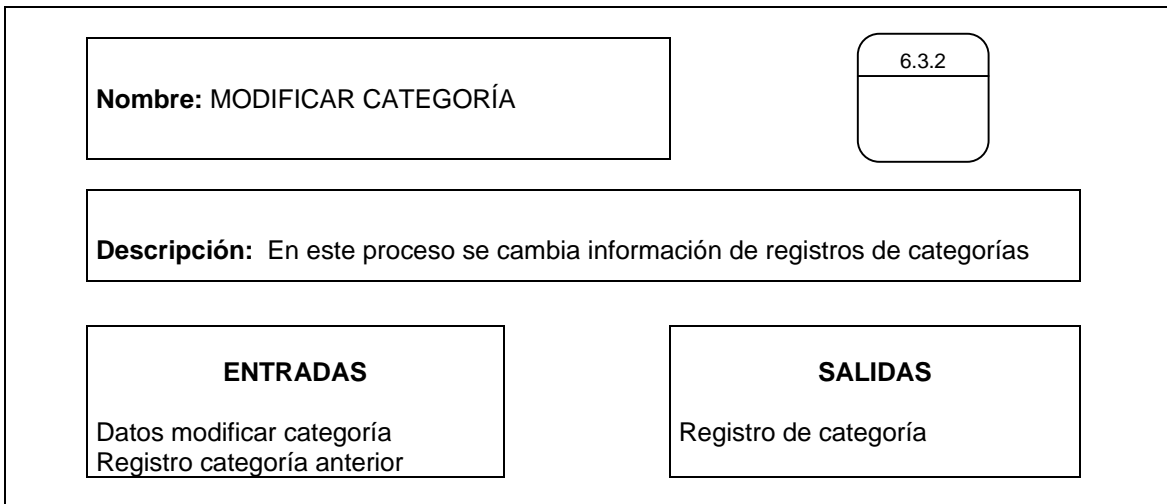 6.3.2
Nombre: MODIFICAR CATEGORÍA
Descripción: En este proceso se cambia información de registros de categorías
ENTRADAS
Datos modificar categoría
Registro categoría anterior
SALIDAS
Registro de categoría